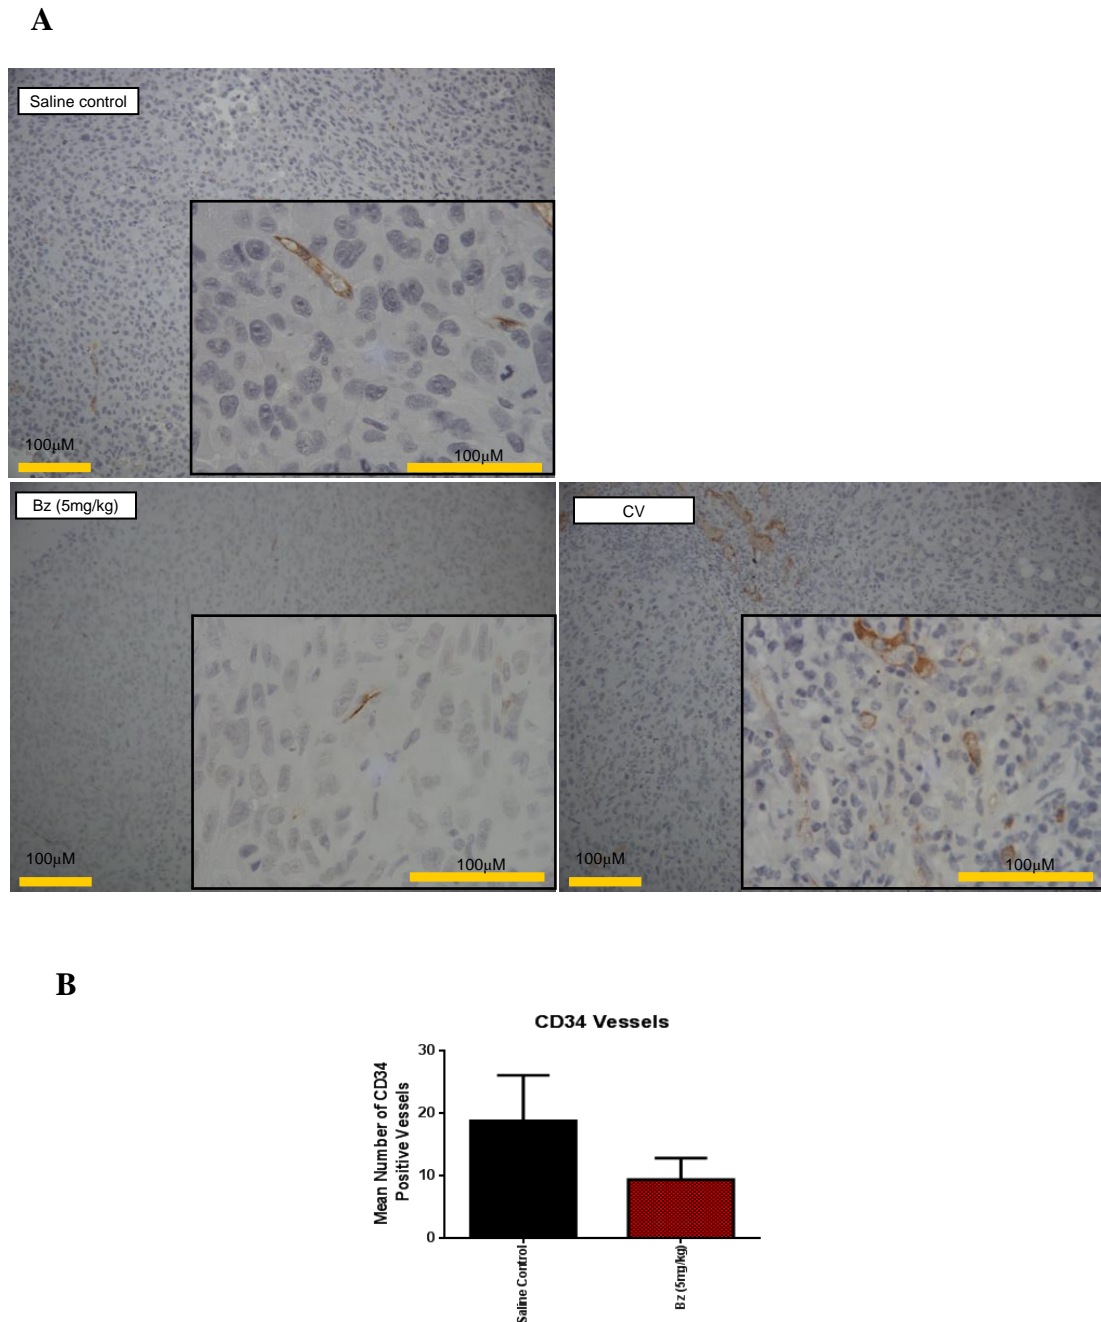 A
Saline control
100μM
100μM
Bz (5mg/kg)
100μM
100μM
CV
100μM
100μM
B
CD34 Vessels
Mean Number of CD34
Positive Vessels
30
20
10
0
Saline Control
Bz (5mg/kg)